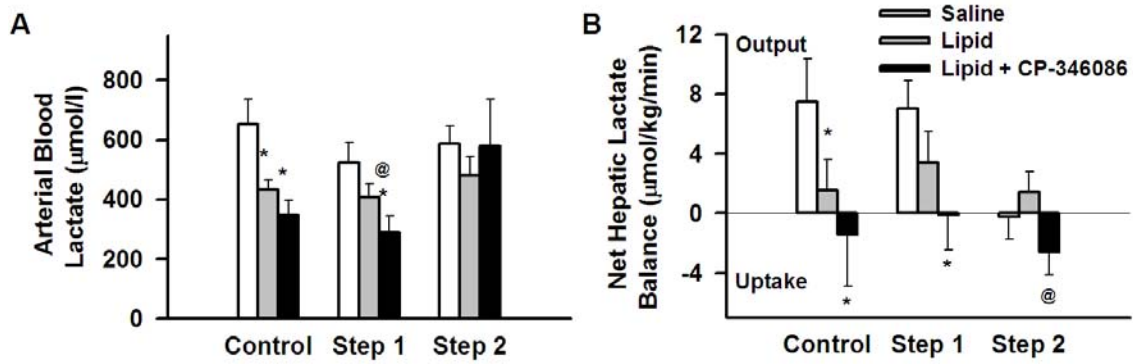 A
Arterial Blood
Lactate (μmol/l)
800
600
400
200
0
* *
@
*
Control Step 1 Step 2
B
Net Hepatic Lactate
Balance (μmol/kg/min)
12
8
4
0
-4
Output
Uptake
Saline
Lipid
Lipid + CP-346086
*
*
*
@
Control Step 1 Step 2